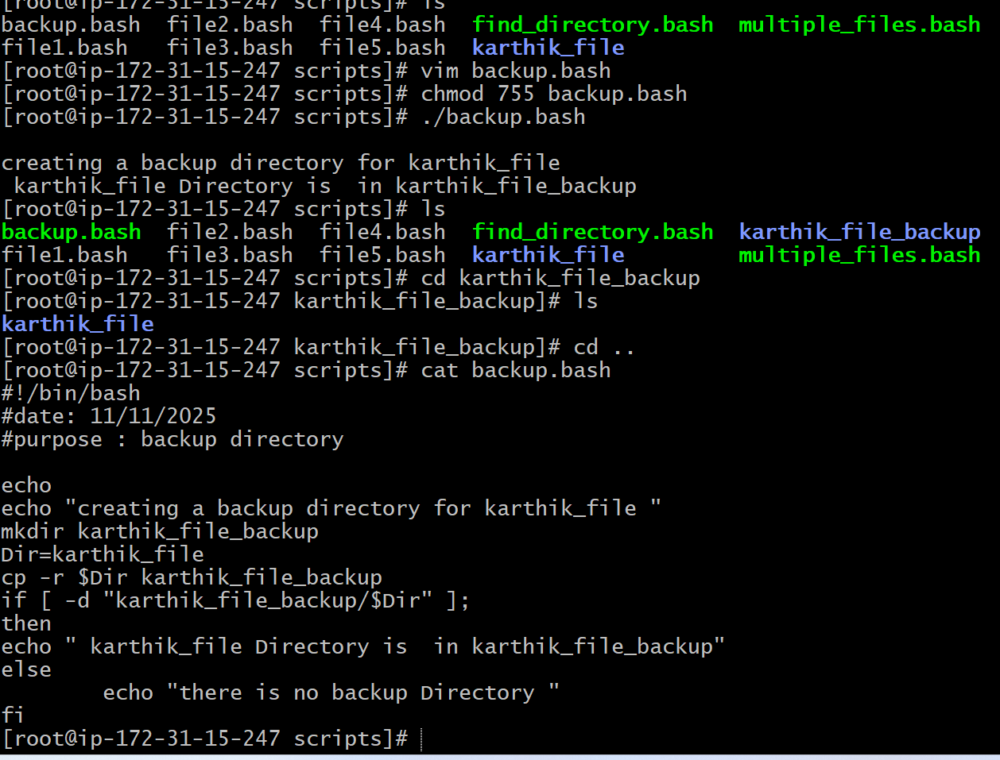 [root@ip-172-31-15-247 scripts]# ls
backup.bash  file2.bash  file4.bash  find_directory.bash  multiple_files.bash
file1.bash   file3.bash  file5.bash  karthik_file
[root@ip-172-31-15-247 scripts]# vim backup.bash
[root@ip-172-31-15-247 scripts]# chmod 755 backup.bash
[root@ip-172-31-15-247 scripts]# ./backup.bash

creating a backup directory for karthik_file
 karthik_file Directory is  in karthik_file_backup
[root@ip-172-31-15-247 scripts]# ls
backup.bash  file2.bash  file4.bash  find_directory.bash  karthik_file_backup
file1.bash   file3.bash  file5.bash  karthik_file         multiple_files.bash
[root@ip-172-31-15-247 scripts]# cd karthik_file_backup
[root@ip-172-31-15-247 karthik_file_backup]# ls
karthik_file
[root@ip-172-31-15-247 karthik_file_backup]# cd ..
[root@ip-172-31-15-247 scripts]# cat backup.bash
#!/bin/bash
#date: 11/11/2025
#purpose : backup directory

echo
echo "creating a backup directory for karthik_file "
mkdir karthik_file_backup
Dir=karthik_file
cp -r $Dir karthik_file_backup
if [ -d "karthik_file_backup/$Dir" ];
then
echo " karthik_file Directory is  in karthik_file_backup"
else
        echo "there is no backup Directory "
fi
[root@ip-172-31-15-247 scripts]#